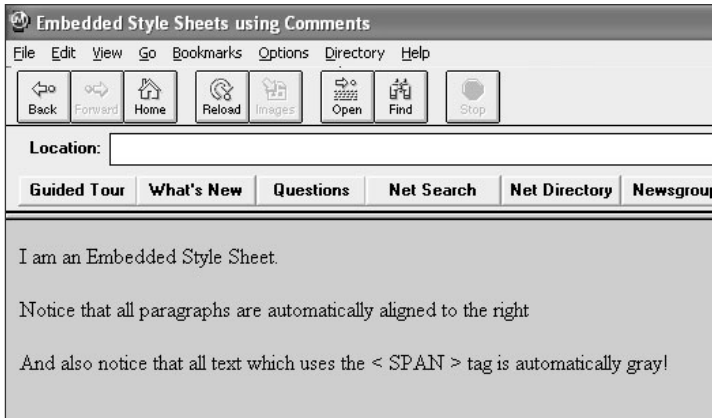 Embedded Style Sheets using Comments
File Edit View Go Bookmarks Options Directory Help
Back Forward Home Reload Images Open Find Stop
Location:
Guided Tour What's New Questions Net Search Net Directory Newsgroup
I am an Embedded Style Sheet.
Notice that all paragraphs are automatically aligned to the right
And also notice that all text which uses the < SPAN > tag is automatically gray!